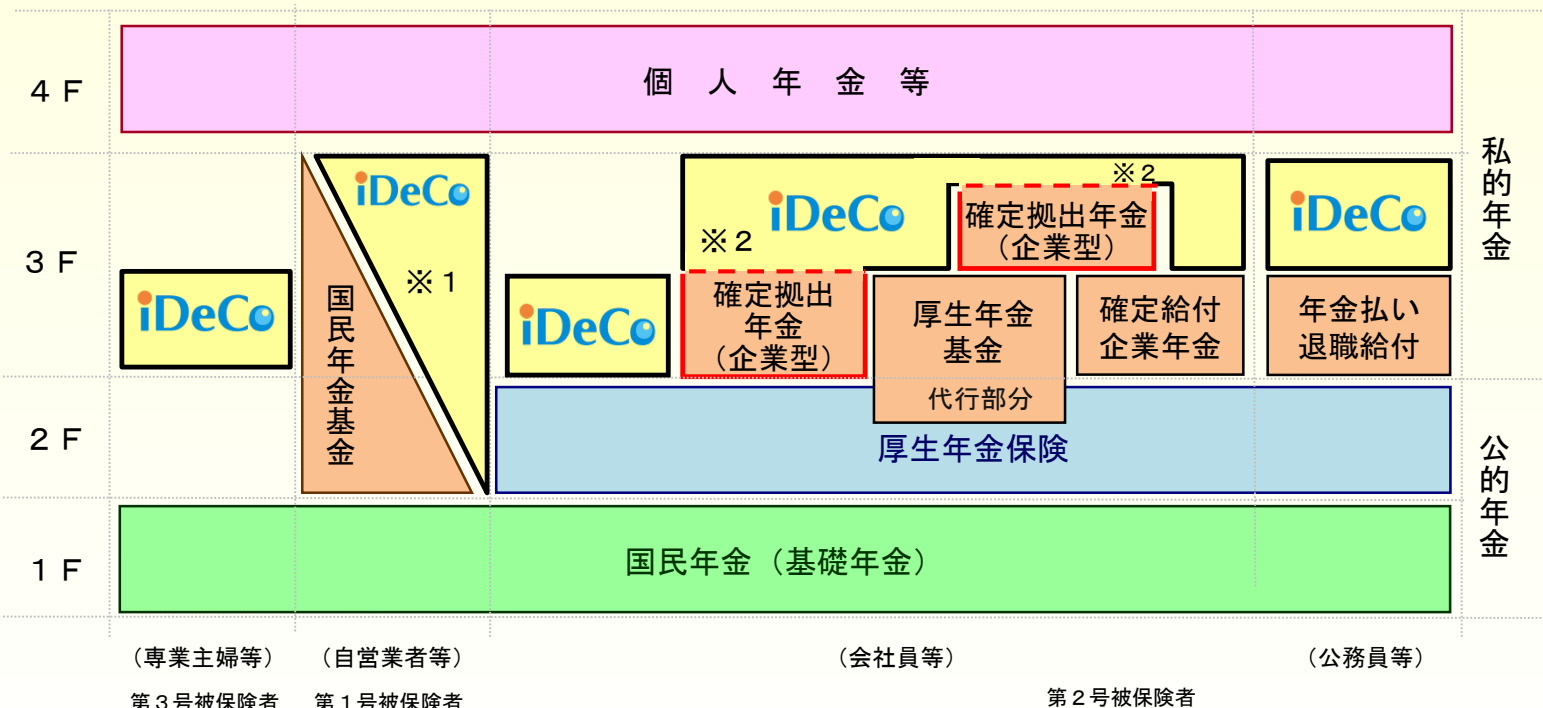 4F
個人年金等
私的年金
3F
iDeCo
国民年金基金
iDeCo
※1
iDeCo
※2
iDeCo
※2
確定拠出
年金
(企業型)
厚生年金
基金
代行部分
確定拠出年金
(企業型)
確定給付
企業年金
iDeCo
年金払い
退職給付
2F
厚生年金保険
公的年金
1F
国民年金(基礎年金)
(専業主婦等)
(自営業者等)
(会社員等)
(公務員等)
第3号被保険者
第1号被保険者
第2号被保険者